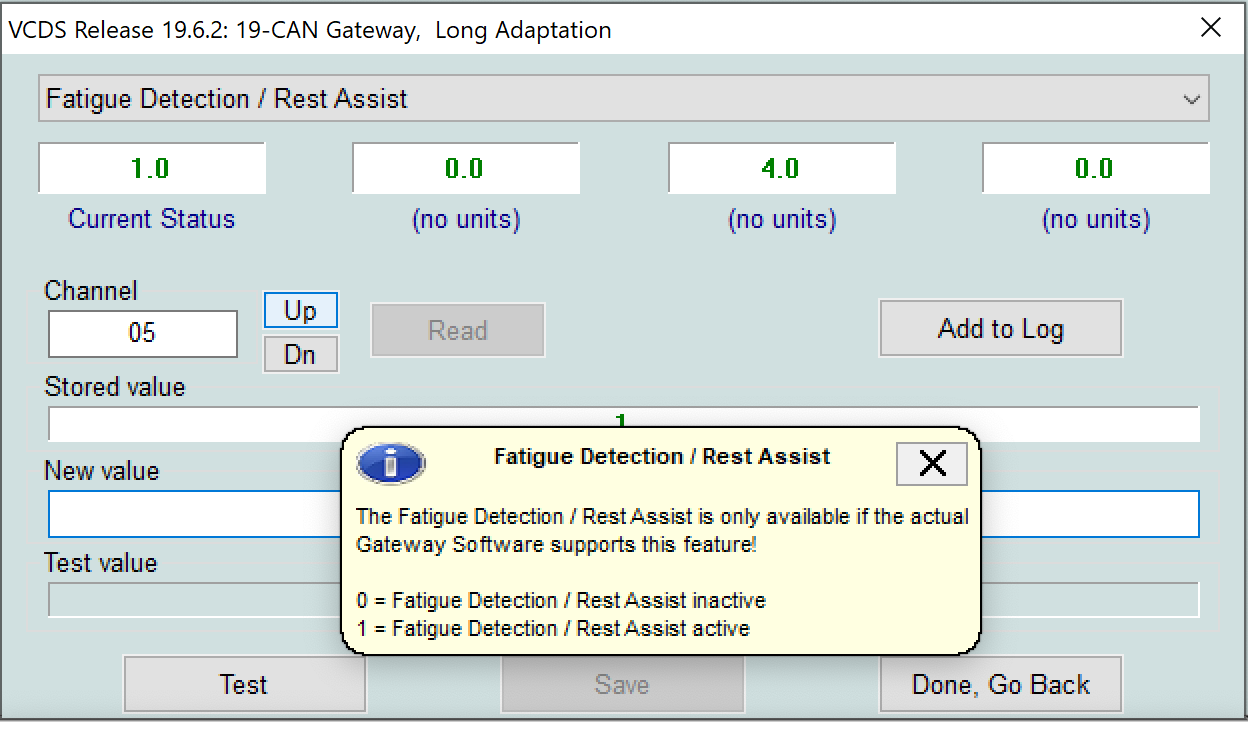 VCDS Release 19.6.2: 19-CAN Gateway,  Long Adaptation
Fatigue Detection / Rest Assist
1.0 0.0 4.0 0.0
Current Status (no units) (no units) (no units)
Channel
05
Up
Dn
Read
Add to Log
Stored value
1
New value
Test value
Fatigue Detection / Rest Assist
The Fatigue Detection / Rest Assist is only available if the actual
Gateway Software supports this feature!
0 = Fatigue Detection / Rest Assist inactive
1 = Fatigue Detection / Rest Assist active
Test Save Done, Go Back